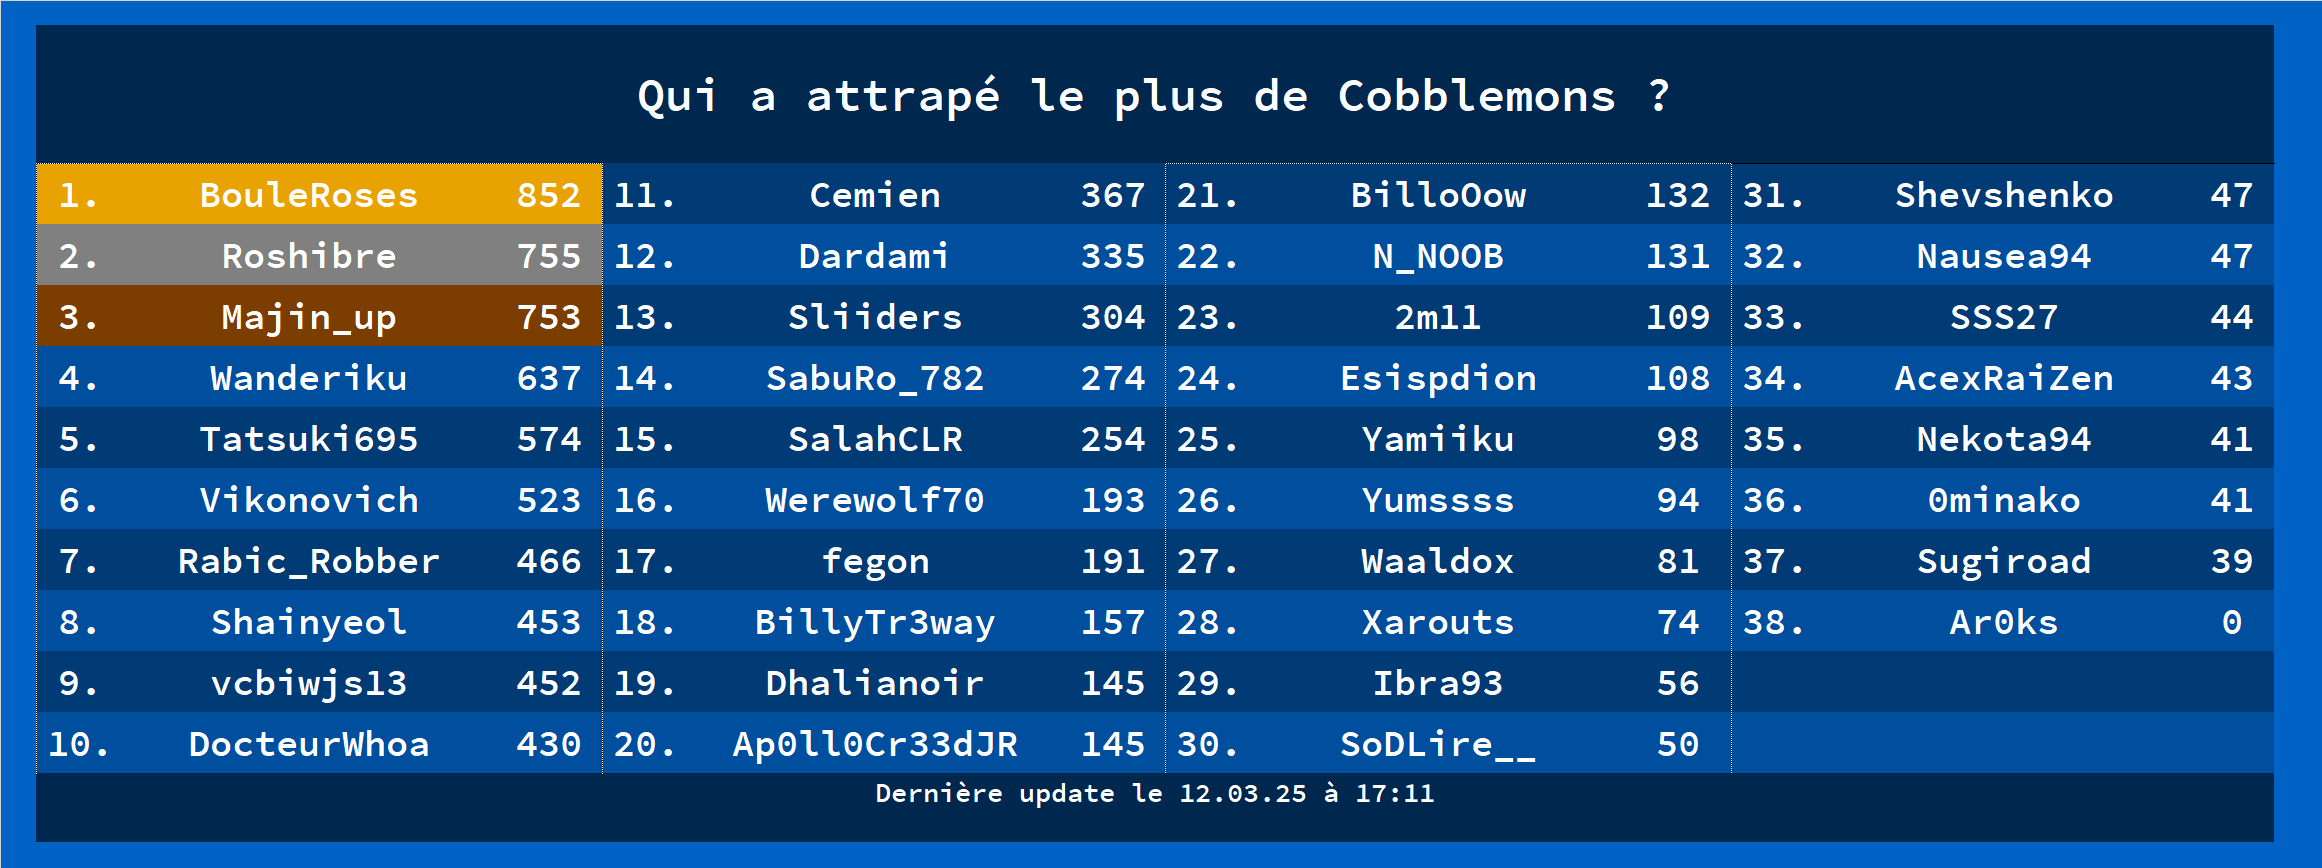 Qui a attrapé le plus de Cobblemons ?
1. BouleRoses 852
2. Roshibre 755
3. Majin_up 753
4. Wanderiku 637
5. Tatsuki695 574
6. Vikonovich 523
7. Rabic_Robber 466
8. Shainyeol 453
9. vcbiwjs13 452
10. DocteurWhoa 430
11. Cemien 367
12. Dardami 335
13. Sliiders 304
14. SabuRo_782 274
15. SalahCLR 254
16. Werewolf70 193
17. fegon 191
18. BillyTr3way 157
19. Dhalianoir 145
20. Ap0ll0Cr33dJR 145
21. BilloOow 132
22. N_NOOB 131
23. 2m11 109
24. Esispdion 108
25. Yamiiku 98
26. Yumssss 94
27. Waaldox 81
28. Xarouts 74
29. Ibra93 56
30. SoDLire__ 50
31. Shevshenko 47
32. Nausea94 47
33. SSS27 44
34. AcexRaiZen 43
35. Nekota94 41
36. 0minako 41
37. Sugiroad 39
38. Ar0ks 0
Dernière update le 12.03.25 à 17:11